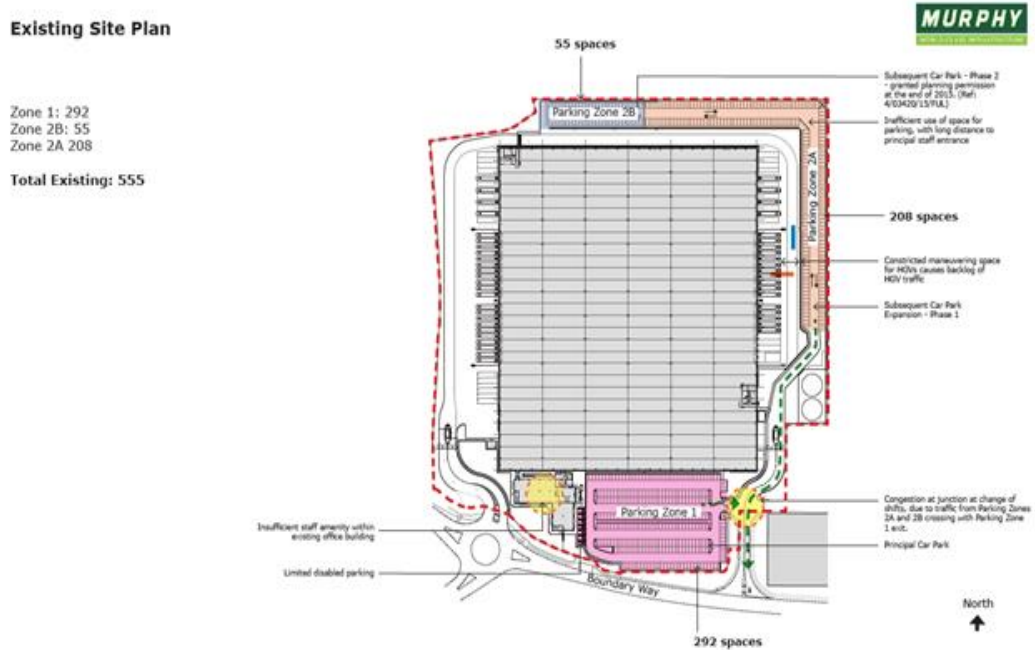 Existing Site Plan
MURPHY
55 spaces
Zone 1: 292
Zone 2B: 55
Zone 2A 208
Total Existing: 555
Parking Zone 2B
Subsequent Car Park - Phase 2
- granted planning permission
at the end of 2015. (Ref:
4/03420/15/FUL)
Inefficient use of space for
parking, with long distance to
principal staff entrance
Parking Zone 2A
208 spaces
Constricted maneuvering space
for HGVs causes backlog of
HGV traffic
Subsequent Car Park
Expansion - Phase 1
Parking Zone 1
Congestion at junction at change of
shifts, due to traffic from Parking Zones
2A and 2B crossing with Parking Zone
1 exit.
Principal Car Park
Insufficient staff amenity within
existing office building
Limited disabled parking
Boundary Way
292 spaces
North